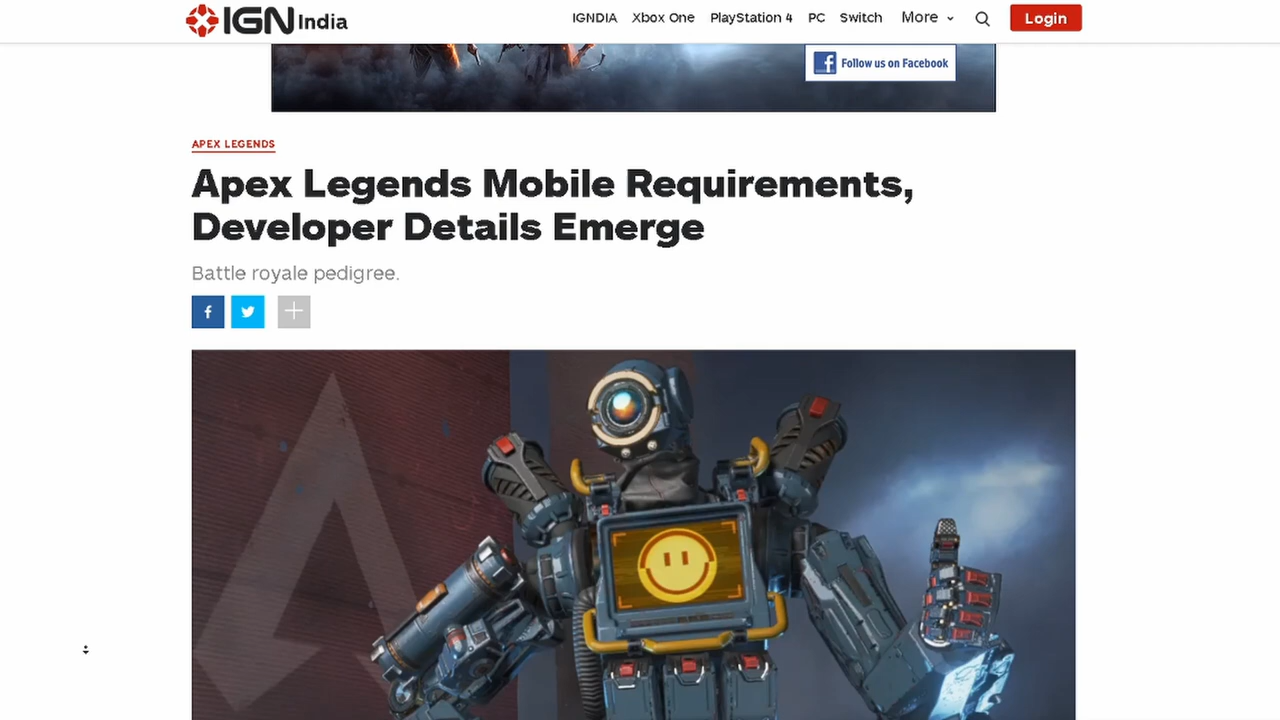 IGN India
IGNDIA Xbox One PlayStation 4 PC Switch More Login
Follow us on Facebook
APEX LEGENDS
Apex Legends Mobile Requirements,
Developer Details Emerge
Battle royale pedigree.